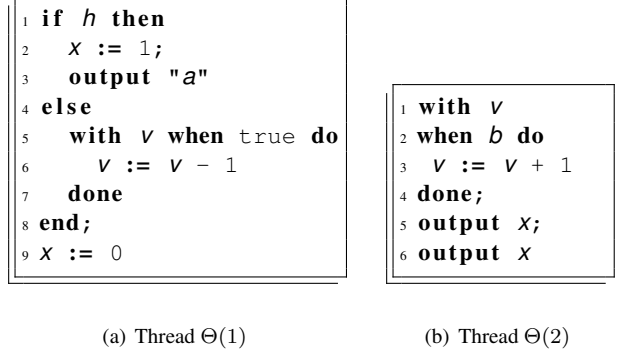 1 if h then
2 x := 1;
3 output "a"
4 else
5 with v when true do
6 v := v - 1
7 done
8 end;
9 x := 0
(a) Thread Θ(1)
1 with v
2 when b do
3 v := v + 1
4 done;
5 output x;
6 output x
(b) Thread Θ(2)